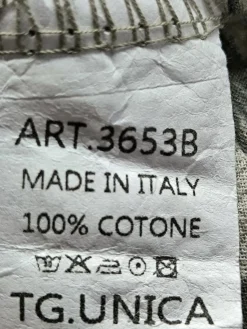 ART.3653B
MADE IN ITALY
100% COTONE
TG.UNICA